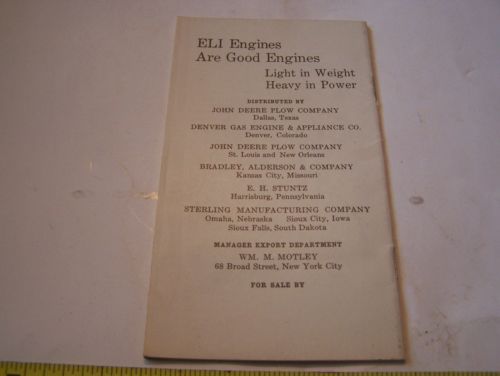 ELI Engines
Are Good Engines
Light in Weight
Heavy in Power
DISTRIBUTED BY
JOHN DEERE PLOW COMPANY
Dallas, Texas
DENVER GAS ENGINE & APPLIANCE CO.
Denver, Colorado
JOHN DEERE PLOW COMPANY
St. Louis and New Orleans
BRADLEY, ALDERSON & COMPANY
Kansas City, Missouri
E. H. STUNTZ
Harrisburg, Pennsylvania
STERLING MANUFACTURING COMPANY
Omaha, Nebraska Sioux City, Iowa
Sioux Falls, South Dakota
MANAGER EXPORT DEPARTMENT
WM. M. MOTLEY
68 Broad Street, New York City
FOR SALE BY